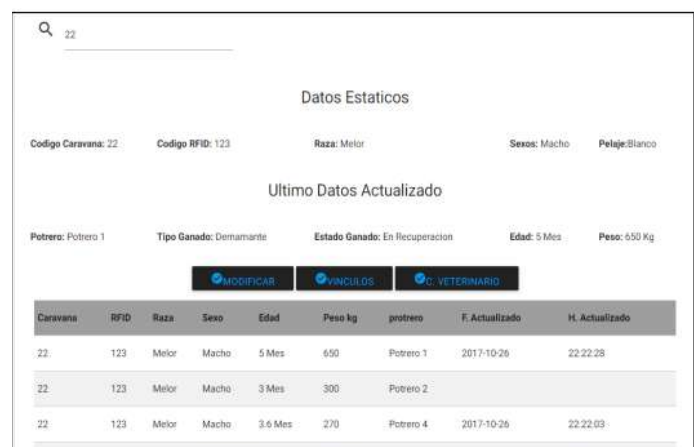 22
Datos Estaticos
Codigo Caravana: 22 Codigo RFID: 123 Raza: Melor Sexos: Macho Pelaje:Blanco
Ultimo Datos Actualizado
Potrero: Potrero 1 Tipo Ganado: Demamante Estado Ganado: En Recuperacion Edad: 5 Mes Peso: 650 Kg
MODIFICAR VINCULOS C. VETERINARIO
Caravana RFID Raza Sexo Edad Peso kg protrero F. Actualizado H. Actualizado
22 123 Melor Macho 5 Mes 650 Potrero 1 2017-10-26 22:22:28
22 123 Melor Macho 3 Mes 300 Potrero 2
22 123 Melor Macho 3.6 Mes 270 Potrero 4 2017-10-26 22:22:03